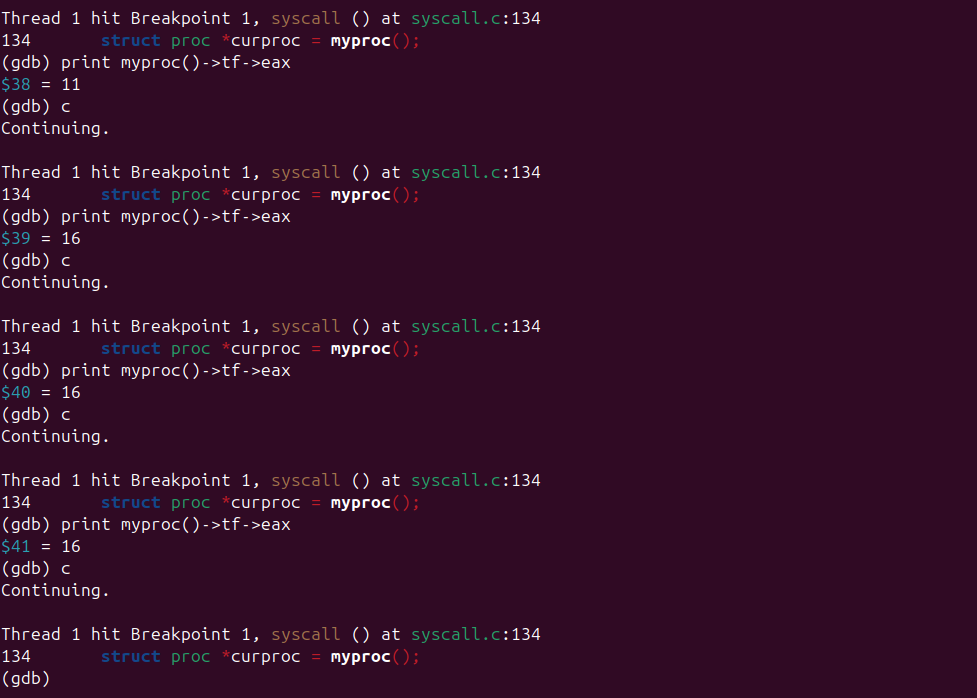 Thread 1 hit Breakpoint 1, syscall () at syscall.c:134
134       struct proc *curproc = myproc();
(gdb) print myproc()->tf->eax
$38 = 11
(gdb) c
Continuing.

Thread 1 hit Breakpoint 1, syscall () at syscall.c:134
134       struct proc *curproc = myproc();
(gdb) print myproc()->tf->eax
$39 = 16
(gdb) c
Continuing.

Thread 1 hit Breakpoint 1, syscall () at syscall.c:134
134       struct proc *curproc = myproc();
(gdb) print myproc()->tf->eax
$40 = 16
(gdb) c
Continuing.

Thread 1 hit Breakpoint 1, syscall () at syscall.c:134
134       struct proc *curproc = myproc();
(gdb) print myproc()->tf->eax
$41 = 16
(gdb) c
Continuing.

Thread 1 hit Breakpoint 1, syscall () at syscall.c:134
134       struct proc *curproc = myproc();
(gdb)